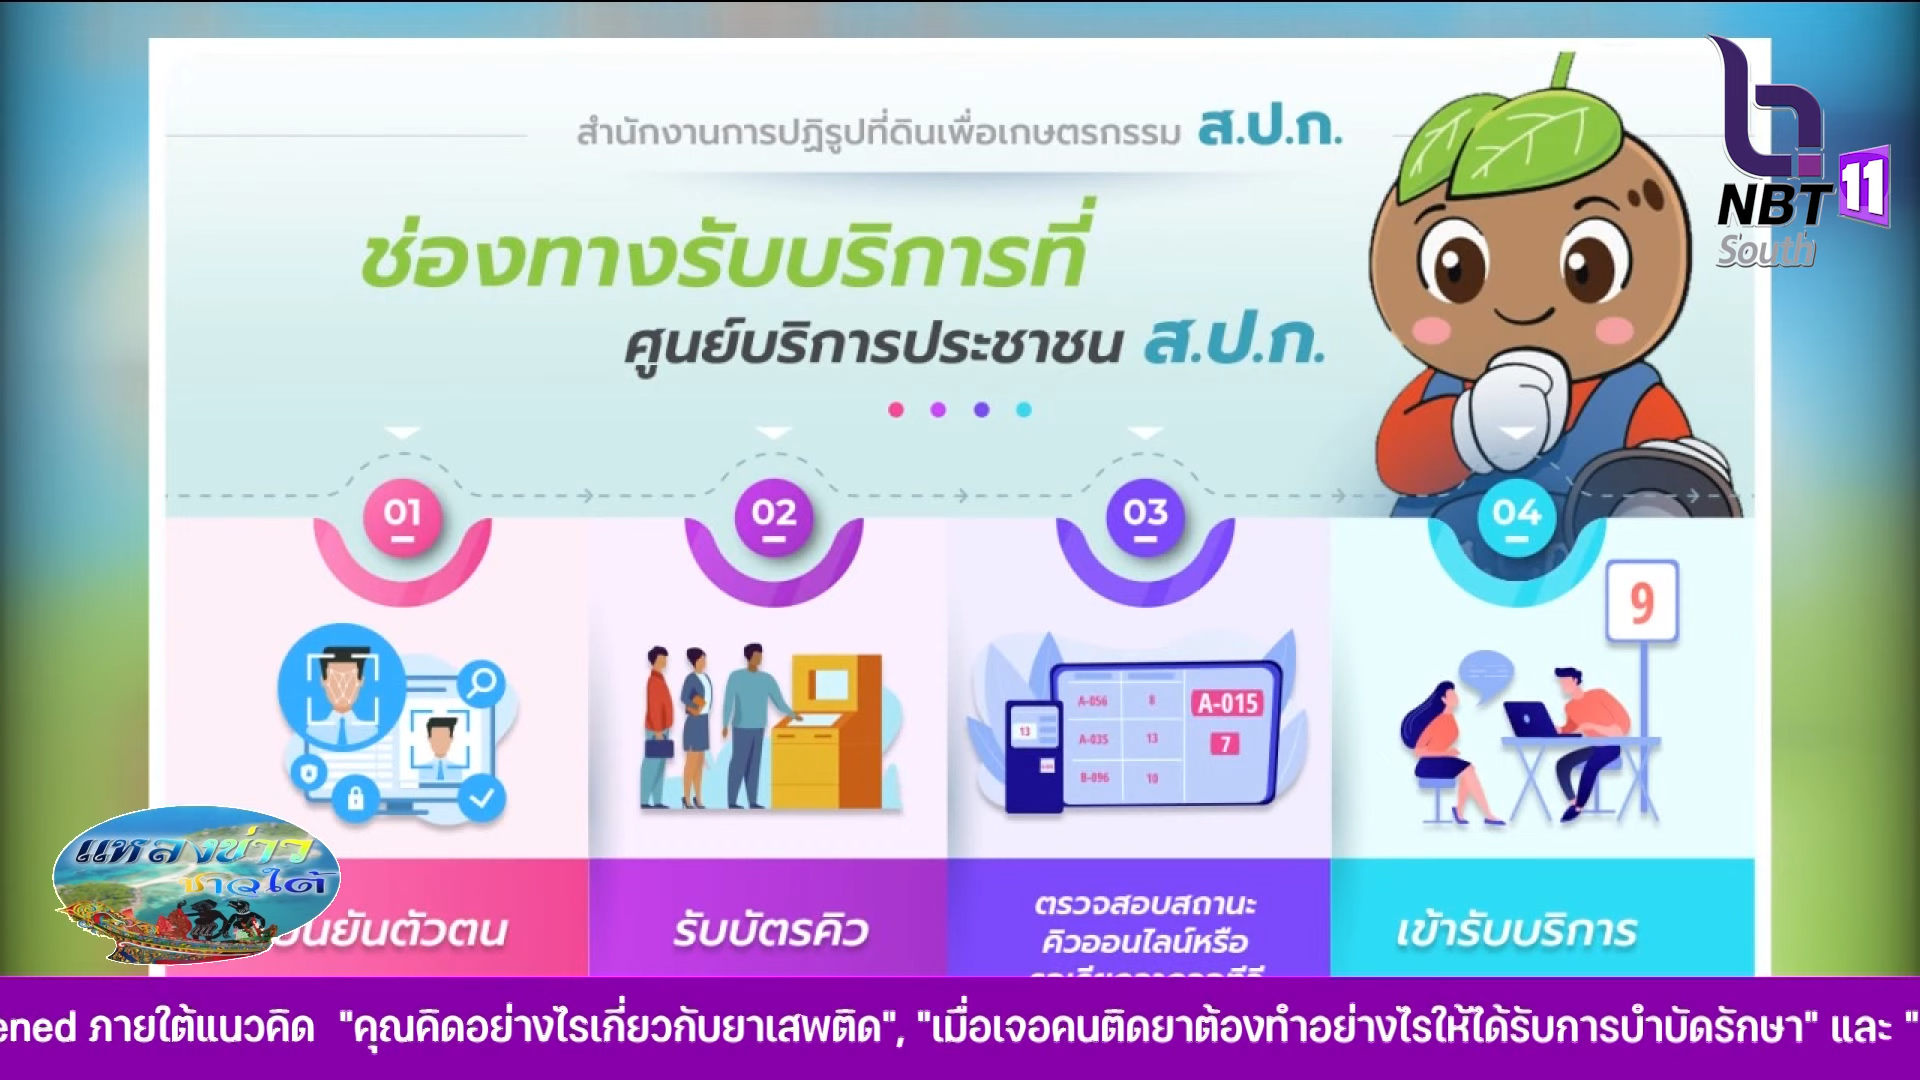 สำนักงานการปฏิรูปที่ดินเพื่อเกษตรกรรม ส.ป.ก.
ช่องทางรับบริการที่
ศูนย์บริการประชาชน ส.ป.ก.
NBT 11
South
01
02
03
04
9
A-056 8
A-035 13
B-096 10
A-015
7
13
แหลงข่าว
ชาวใต้
ยืนยันตัวตน
รับบัตรคิว
ตรวจสอบสถานะ
คิวออนไลน์หรือ
เข้ารับบริการ
ened ภายใต้แนวคิด "คุณคิดอย่างไรเกี่ยวกับยาเสพติด", "เมื่อเจอคนติดยาต้องทำอย่างไรให้ได้รับการบำบัดรักษา" และ "